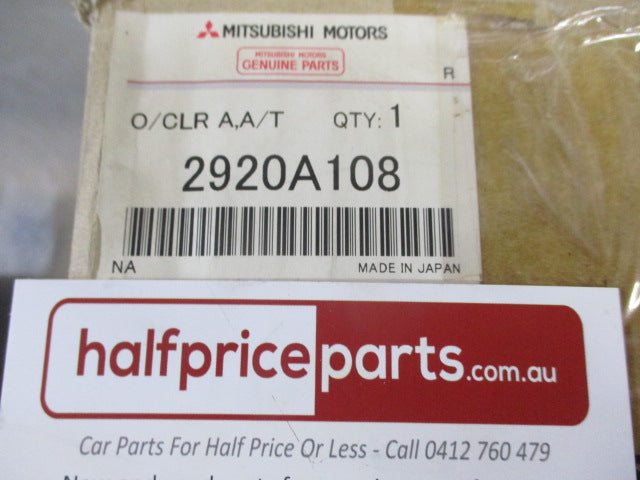 MITSUBISHI MOTORS
MITSUBISHI MOTORS
GENUINE PARTS
R
O/CLR A,A/T QTY: 1
2920A108
NA MADE IN JAPAN
halfpriceparts.com.au
Car Parts For Half Price Or Less - Call 0412 760 479